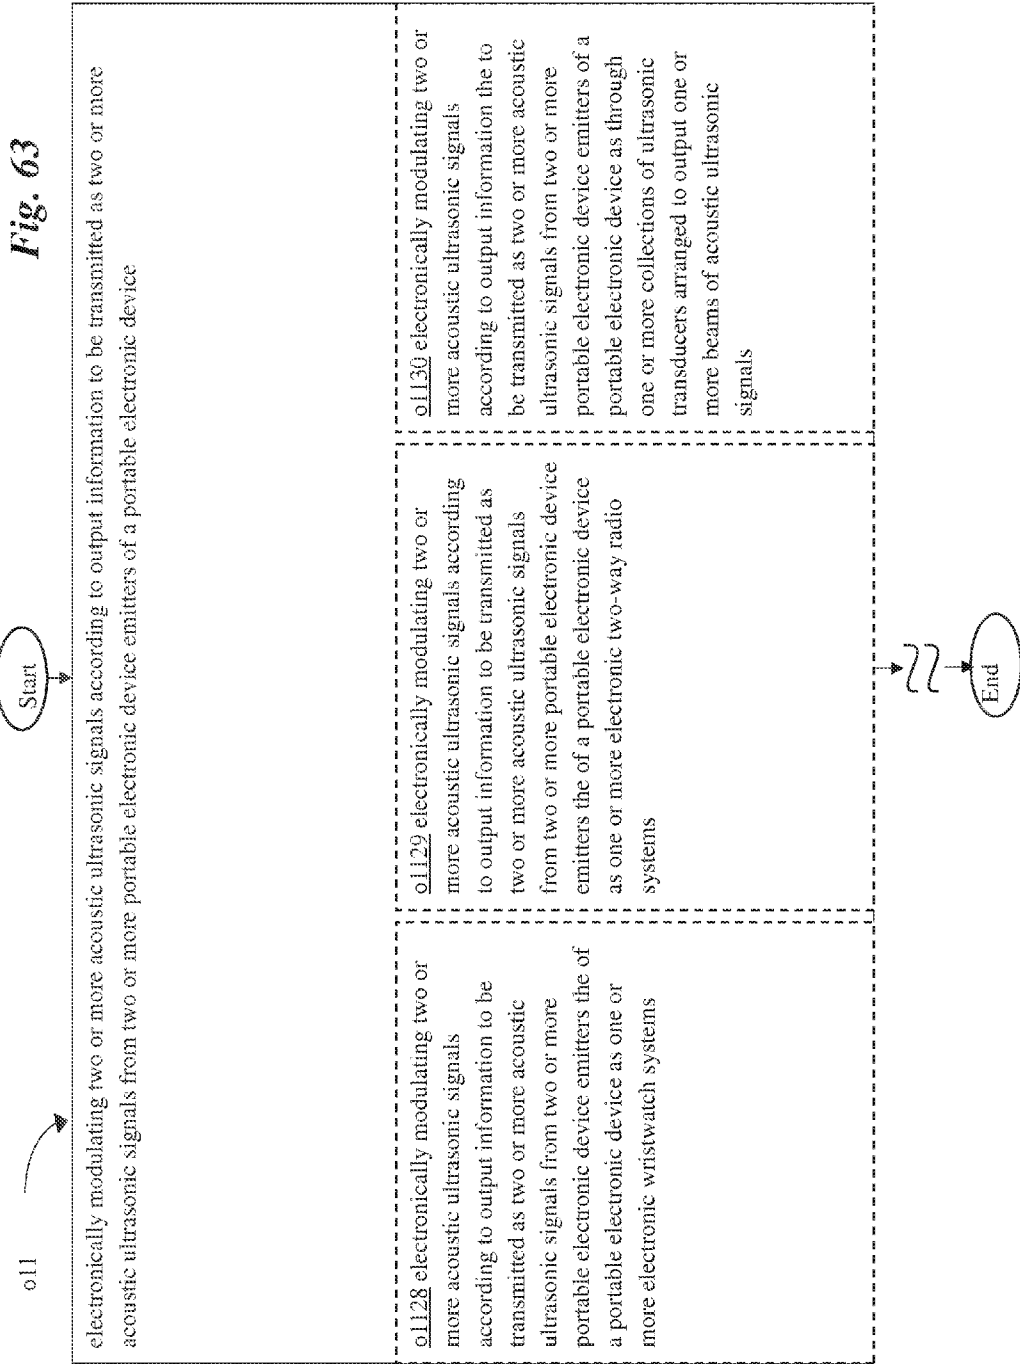 Fig. 63
Start
o11
electronically modulating two or more acoustic ultrasonic signals according to output information to be transmitted as two or more
acoustic ultrasonic signals from two or more portable electronic device emitters of a portable electronic device
o1128 electronically modulating two or
more acoustic ultrasonic signals
according to output information to be
transmitted as two or more acoustic
ultrasonic signals from two or more
portable electronic device emitters the of
a portable electronic device as one or
more electronic wristwatch systems
o1129 electronically modulating two or
more acoustic ultrasonic signals according
to output information to be transmitted as
two or more acoustic ultrasonic signals
from two or more portable electronic device
emitters the of a portable electronic device
as one or more electronic two-way radio
systems
o1130 electronically modulating two or
more acoustic ultrasonic signals
according to output information the to
be transmitted as two or more acoustic
ultrasonic signals from two or more
portable electronic device emitters of a
portable electronic device as through
one or more collections of ultrasonic
transducers arranged to output one or
more beams of acoustic ultrasonic
signals
End